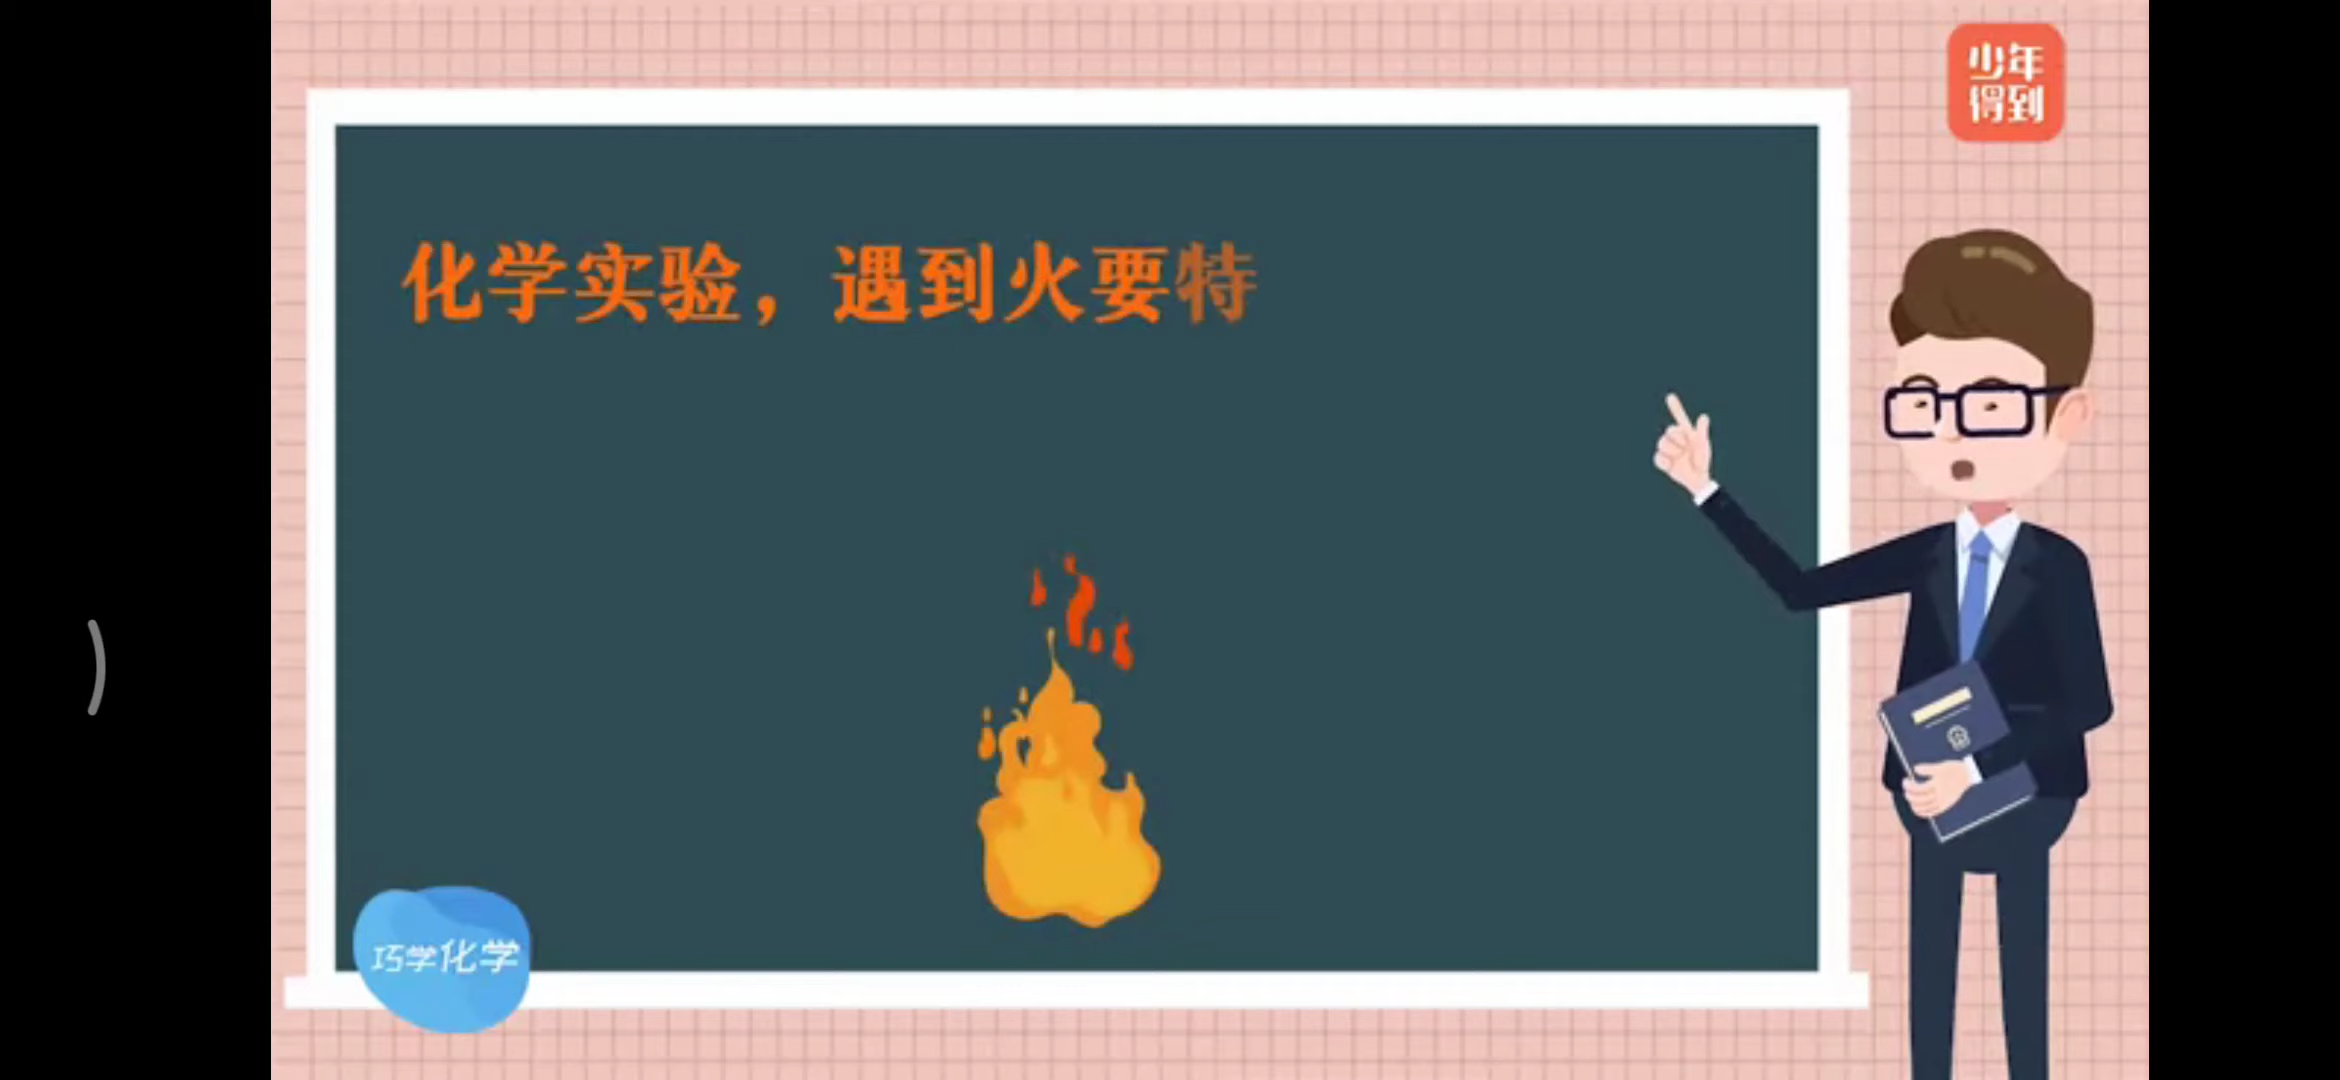 少年
得到
化学实验，遇到火要特
巧学化学